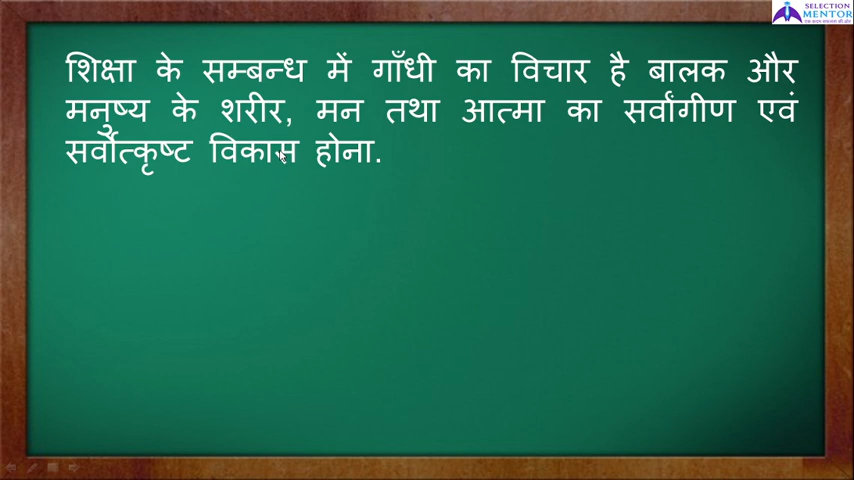 SELECTION
MENTOR
शिक्षा के सम्बन्ध में गाँधी का विचार है बालक और
मनुष्य के शरीर, मन तथा आत्मा का सर्वांगीण एवं
सर्वोत्कृष्ट विकास होना.